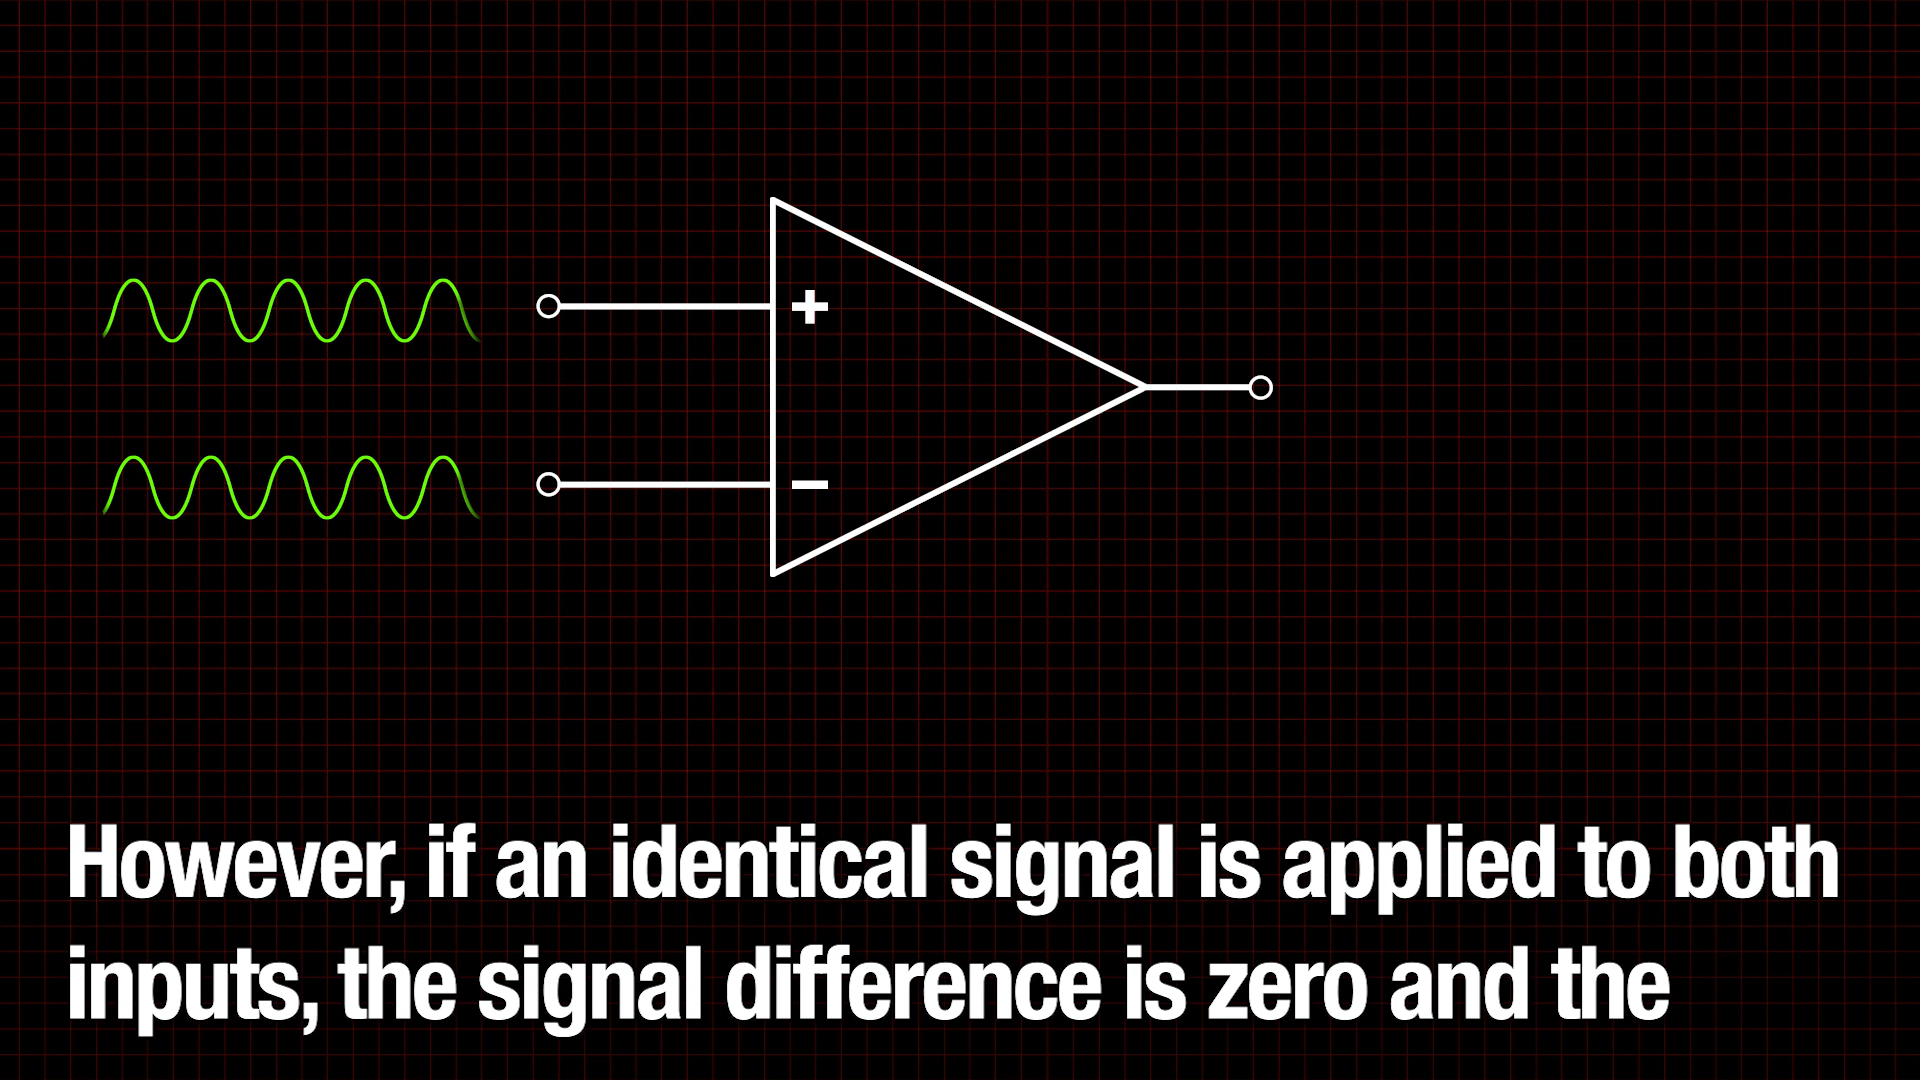 +
−
However, if an identical signal is applied to both
inputs, the signal difference is zero and the